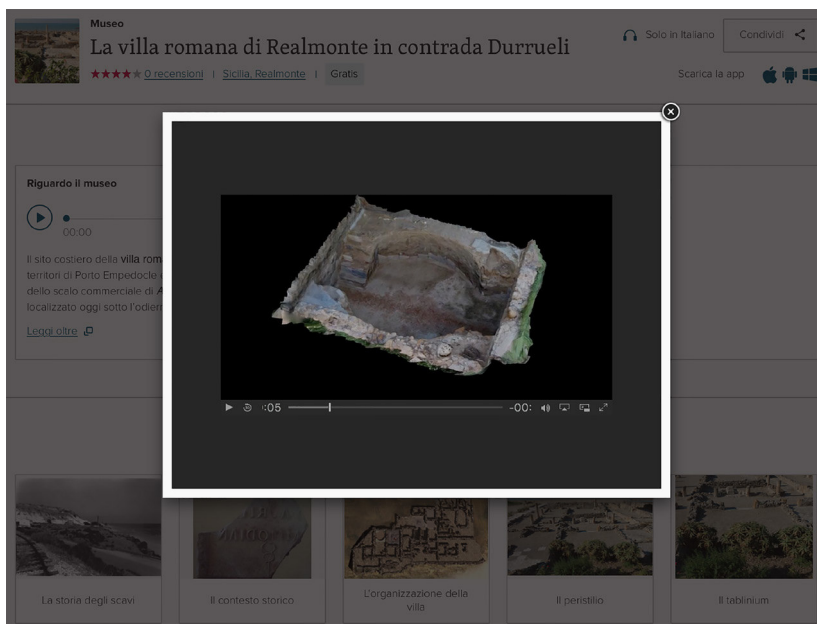 Museo
La villa romana di Realmonte in contrada Durrueli
0 recensioni | Sicilia, Realmonte | Gratis
Solo in Italiano
Condividi
Scarica la app
Riguardo il museo
00:00
Il sito costiero della villa rom
territori di Porto Empedocle
dello scalo commerciale di A
localizzato oggi sotto l'odier
Leggi oltre
:05
-00:
La storia degli scavi
Il contesto storico
L'organizzazione della
villa
Il peristilio
Il tablinium